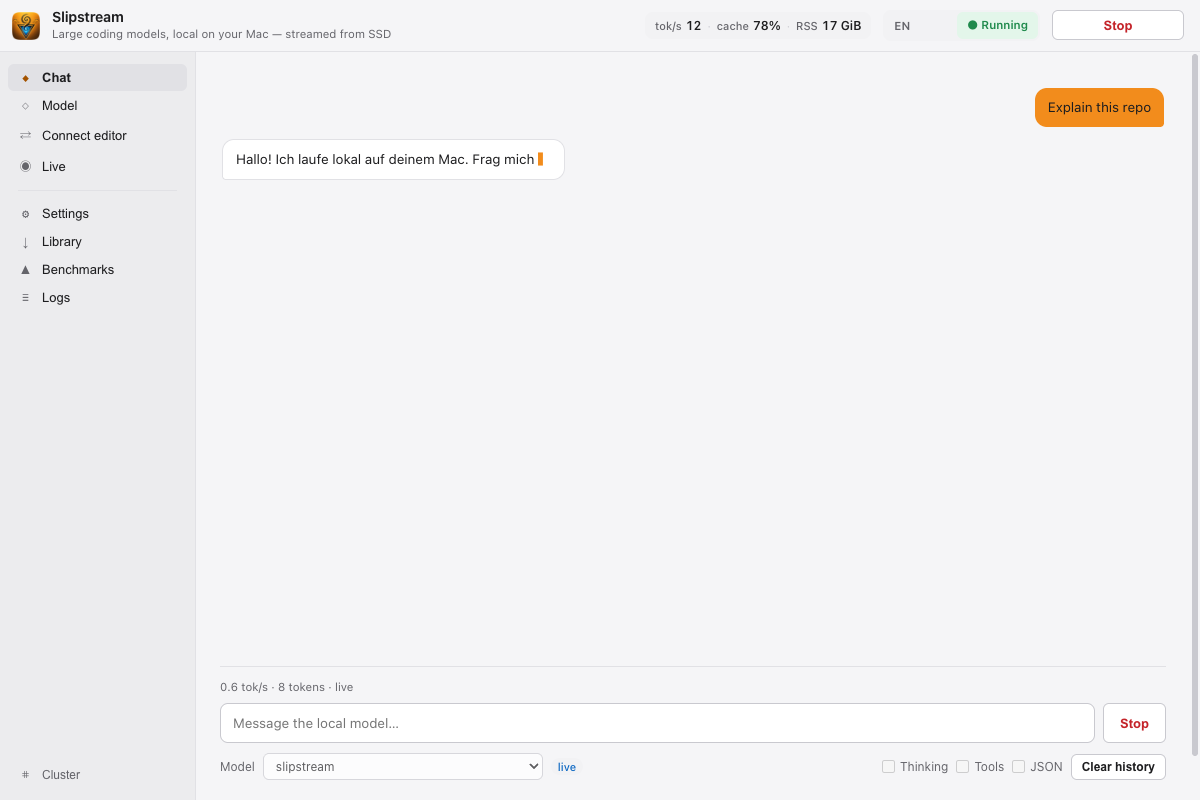 Slipstream
Large coding models, local on your Mac — streamed from SSD
tok/s 12 · cache 78% · RSS 17 GiB
EN
Running
Stop
Chat
Model
Connect editor
Live
Settings
Library
Benchmarks
Logs
Cluster
Explain this repo
Hallo! Ich laufe lokal auf deinem Mac. Frag mich
0.6 tok/s · 8 tokens · live
Message the local model…
Stop
Model
slipstream
live
Thinking
Tools
JSON
Clear history